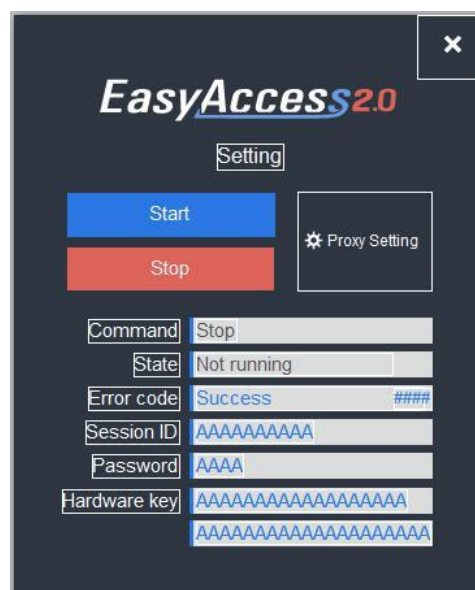 ×
EasyAccess2.0
Setting
Start
Proxy Setting
Stop
Command Stop
State Not running
Error code Success ####
Session ID AAAAAAAAAA
Password AAAA
Hardware key AAAAAAAAAAAAAAAAAA
AAAAAAAAAAAAAAAAAAAA